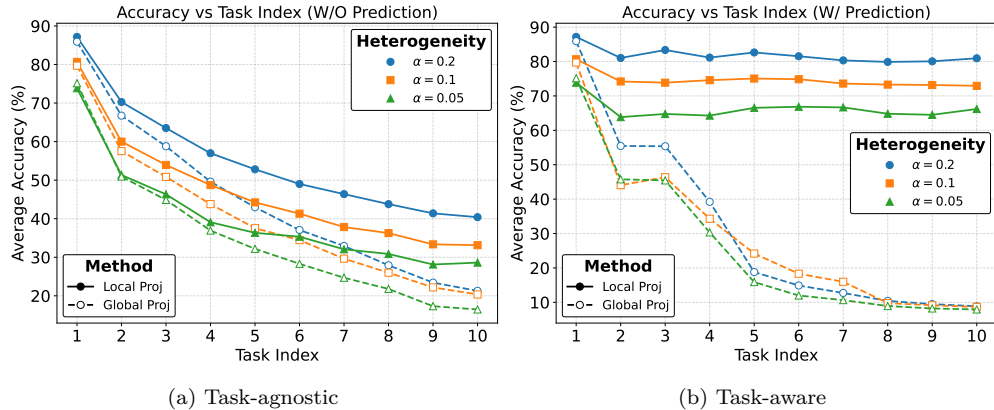 Accuracy vs Task Index (W/O Prediction)
Average Accuracy (%)
90
80
70
60
50
40
30
20
Heterogeneity
α = 0.2
α = 0.1
α = 0.05
Method
Local Proj
Global Proj
1 2 3 4 5 6 7 8 9 10
Task Index
(a) Task-agnostic
Accuracy vs Task Index (W/ Prediction)
Average Accuracy (%)
90
80
70
60
50
40
30
20
10
Heterogeneity
α = 0.2
α = 0.1
α = 0.05
Method
Local Proj
Global Proj
1 2 3 4 5 6 7 8 9 10
Task Index
(b) Task-aware